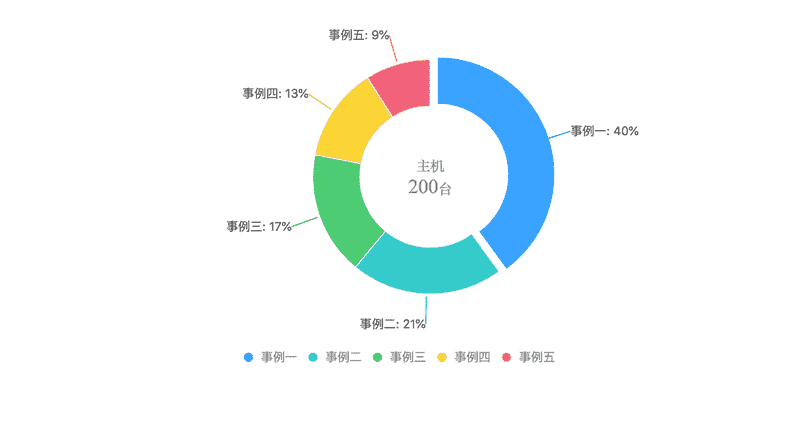 事例五: 9%
事例四: 13%
事例一: 40%
主机
200台
事例三: 17%
事例二: 21%
事例一 事例二 事例三 事例四 事例五